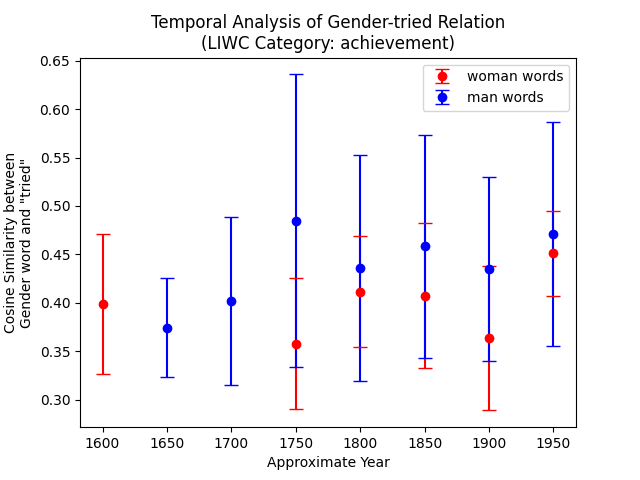 Temporal Analysis of Gender-tried Relation
(LIWC Category: achievement)
woman words
man words
0.65
0.60
0.55
0.50
0.45
0.40
0.35
0.30
Cosine Similarity between
Gender word and "tried"
1600 1650 1700 1750 1800 1850 1900 1950
Approximate Year